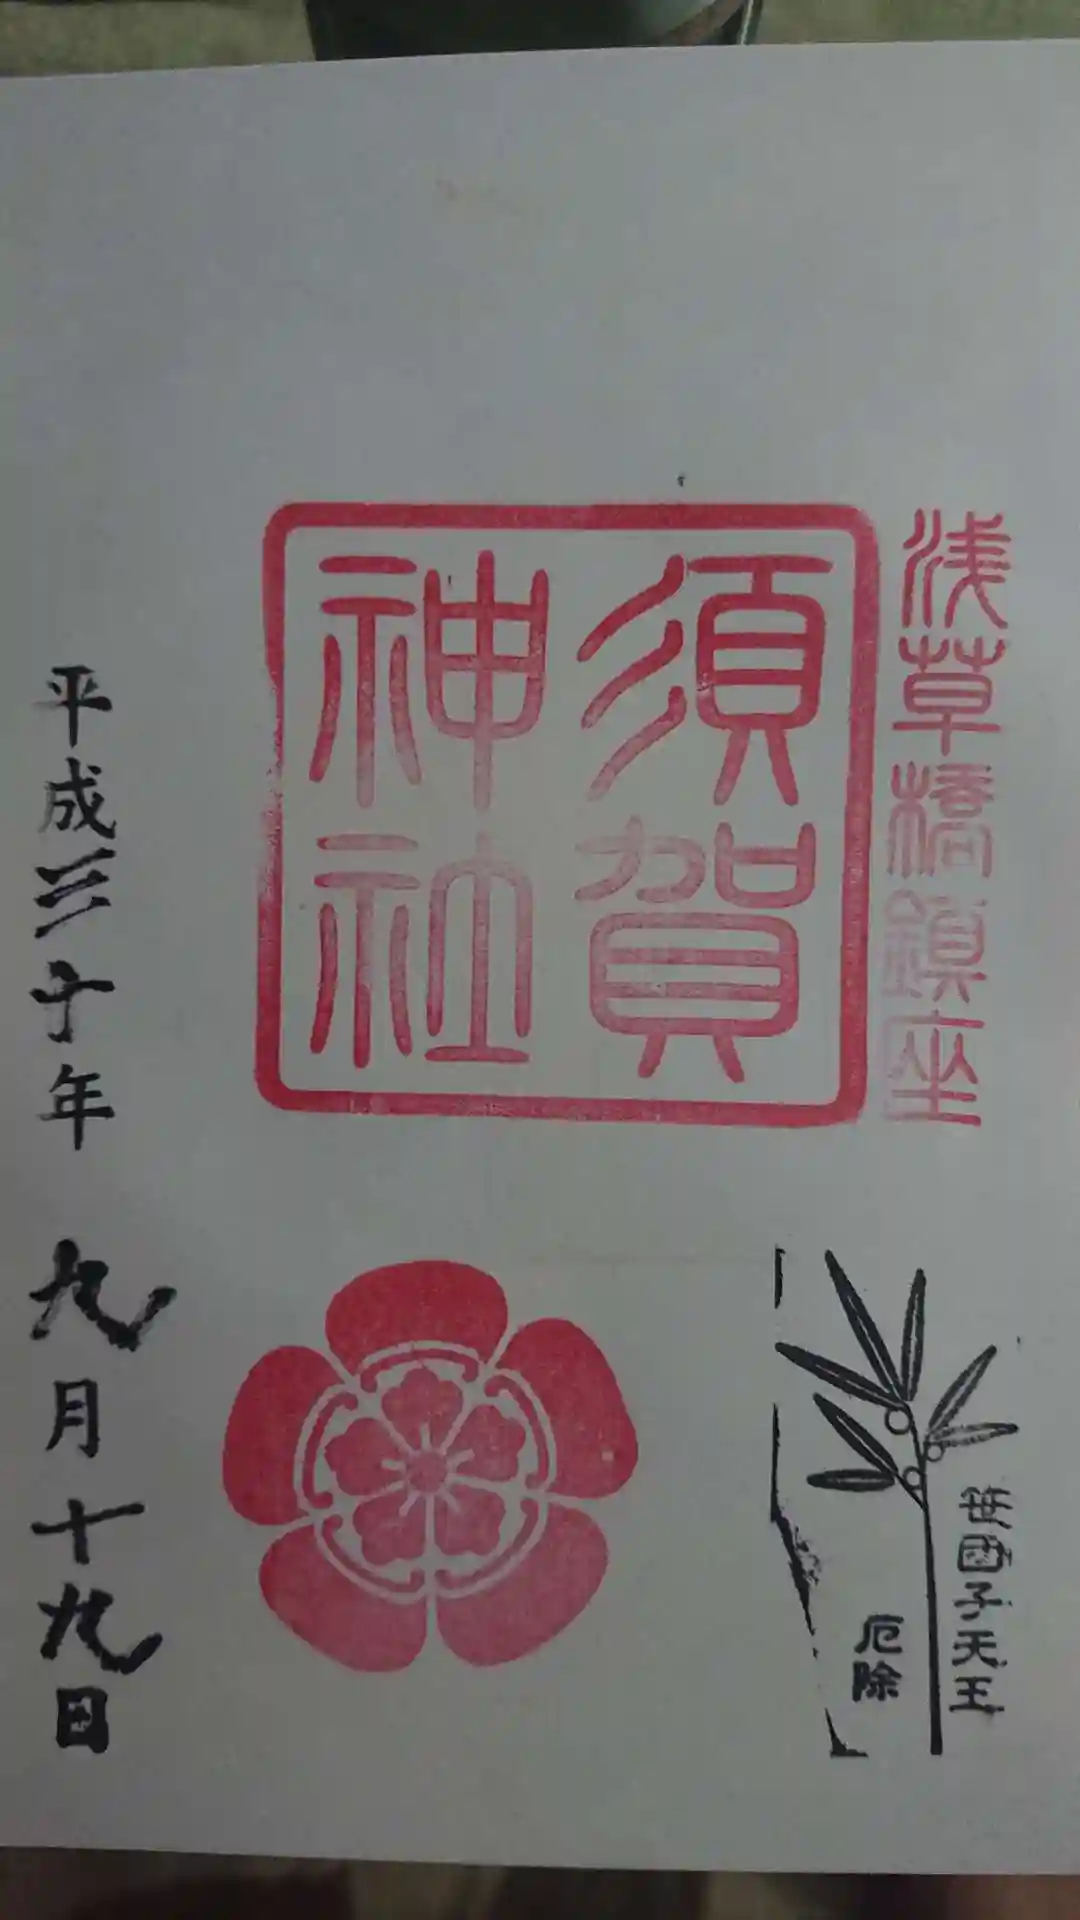 浅草橋鎮座
須賀
神社
笹団子天王
厄除
平成三十年 九月十九日